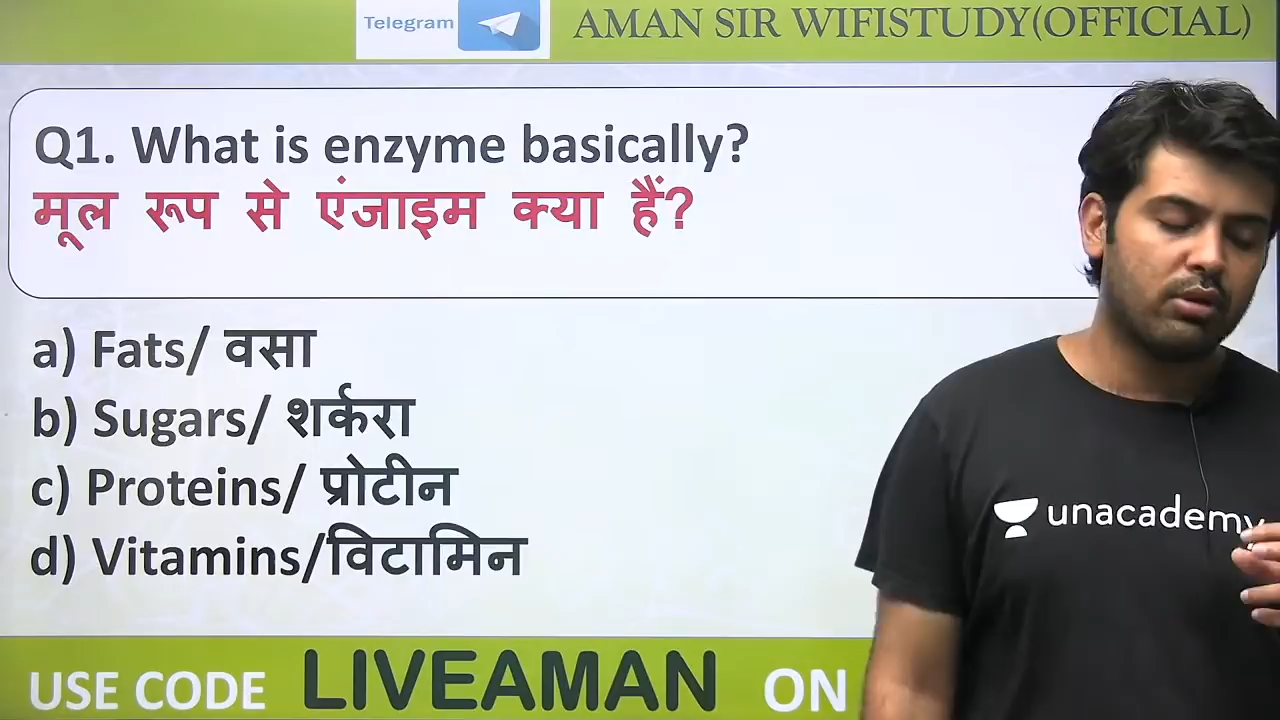 Telegram
AMAN SIR WIFISTUDY(OFFICIAL)
Q1. What is enzyme basically?
मूल रूप से एंजाइम क्या हैं?
a) Fats/ वसा
b) Sugars/ शर्करा
c) Proteins/ प्रोटीन
d) Vitamins/विटामिन
unacademy
USE CODE LIVEAMAN ON